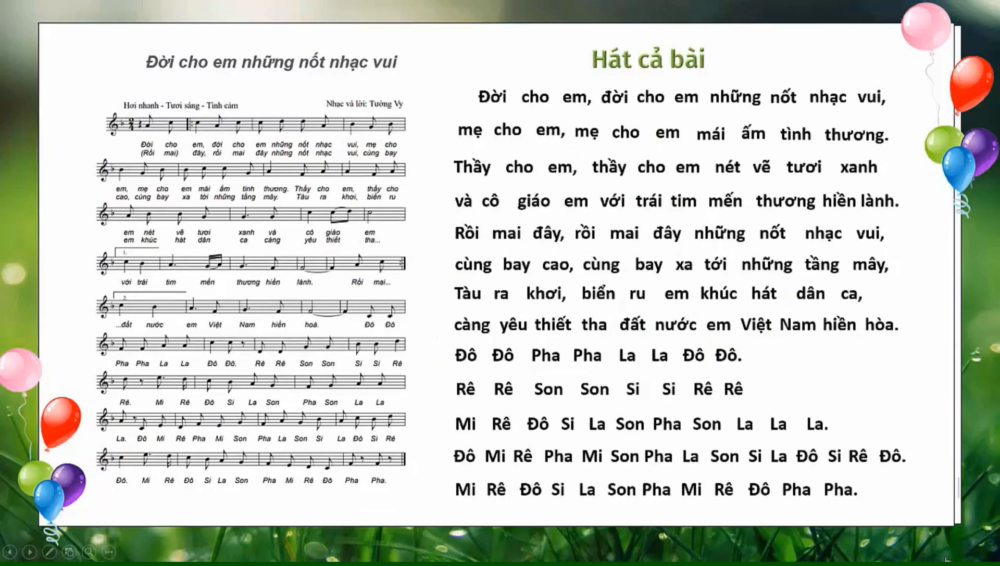 Đời cho em những nốt nhạc vui
Hơi nhanh - Tươi sáng - Tình cảm
Nhạc và lời: Tường Vy
Đời cho em, đời cho em những nốt nhạc vui, mẹ cho
(Rồi mai) đây, rồi mai đây những nốt nhạc vui, cùng bay
em, mẹ cho em mái ấm tình thương. Thầy cho em, thầy cho
cao, cùng bay xa tới những tầng mây. Tàu ra khơi, biển ru
em nét vẽ tươi xanh và cô giáo em
em khúc hát dân ca càng yêu thiết tha...
1.
với trái tim mến thương hiền lành. Rồi mai...
2.
...đất nước em Việt Nam hiền hoà. Đô Đô
Pha Pha La La Đô Đô. Rê Rê Son Son Si Si Rê
Rê. Mi Rê Đô Si La Son Pha Son La La
La. Đô Mi Rê Pha Mi Son Pha La Son Si La Đô Si Rê
Đô. Mi Rê Đô Si La Son Pha Mi Rê Đô Pha Pha.
Hát cả bài
Đời cho em, đời cho em những nốt nhạc vui,
mẹ cho em, mẹ cho em mái ấm tình thương.
Thầy cho em, thầy cho em nét vẽ tươi xanh
và cô giáo em với trái tim mến thương hiền lành.
Rồi mai đây, rồi mai đây những nốt nhạc vui,
cùng bay cao, cùng bay xa tới những tầng mây,
Tàu ra khơi, biển ru em khúc hát dân ca,
càng yêu thiết tha đất nước em Việt Nam hiền hòa.
Đô Đô Pha Pha La La Đô Đô.
Rê Rê Son Son Si Si Rê Rê
Mi Rê Đô Si La Son Pha Son La La La.
Đô Mi Rê Pha Mi Son Pha La Son Si La Đô Si Rê Đô.
Mi Rê Đô Si La Son Pha Mi Rê Đô Pha Pha.